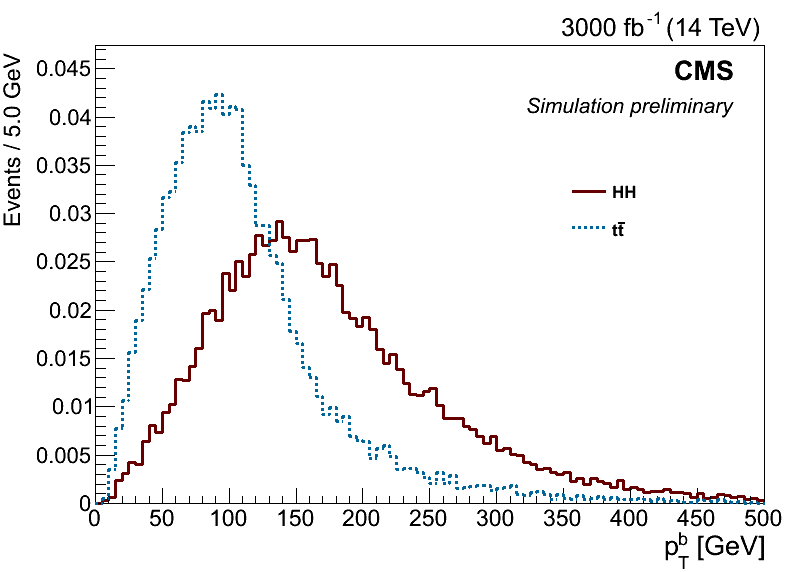 3000 fb⁻¹ (14 TeV)
CMS
Simulation preliminary
HH
tt̄
Events / 5.0 GeV
0.045
0.04
0.035
0.03
0.025
0.02
0.015
0.01
0.005
0
0 50 100 150 200 250 300 350 400 450 500
p_T^b [GeV]